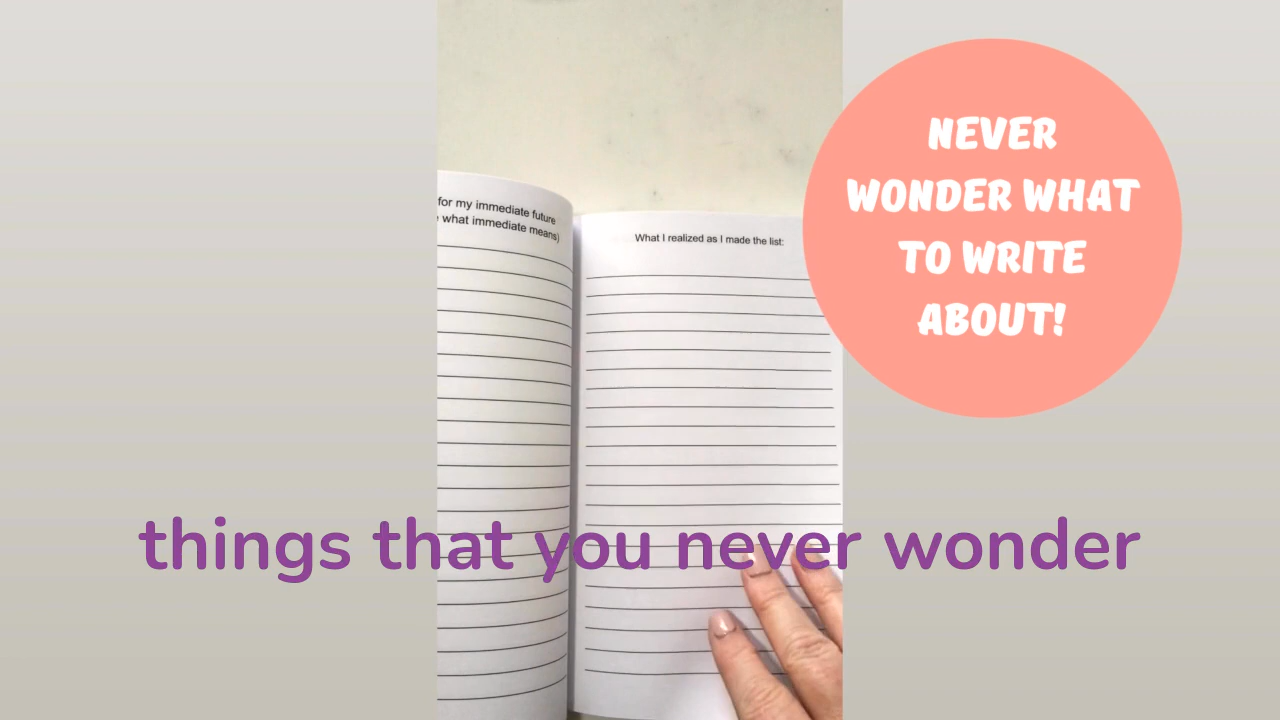 for my immediate future
what immediate means)
What I realized as I made the list:
NEVER
WONDER WHAT
TO WRITE
ABOUT!
things that you never wonder